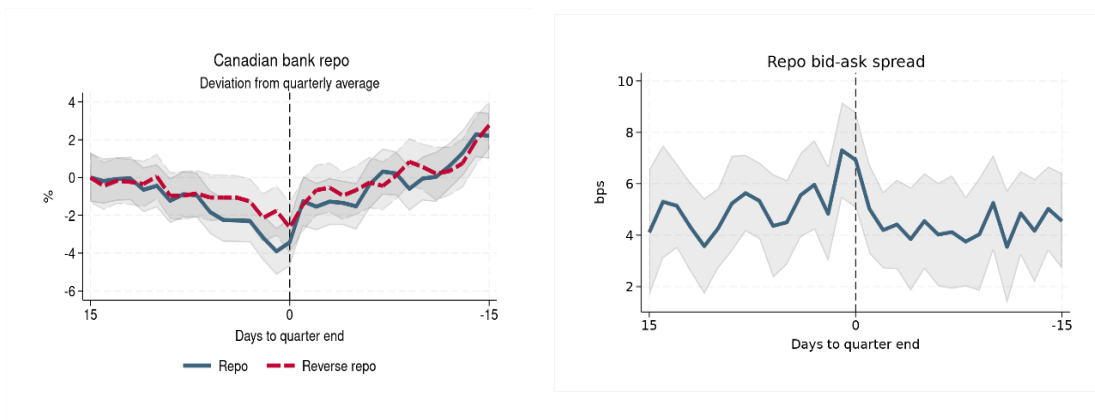 Canadian bank repo
Deviation from quarterly average
4
2
0
-2
-4
-6
%
15
0
-15
Days to quarter end
Repo
Reverse repo
Repo bid-ask spread
10
8
6
4
2
bps
15
0
-15
Days to quarter end